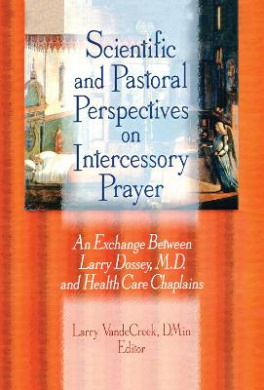 Scientific
and Pastoral
Perspectives
on
Intercessory
Prayer
An Exchange Between
Larry Dossey, M.D.
and Health Care Chaplains
Larry VandeCreek, DMin
Editor